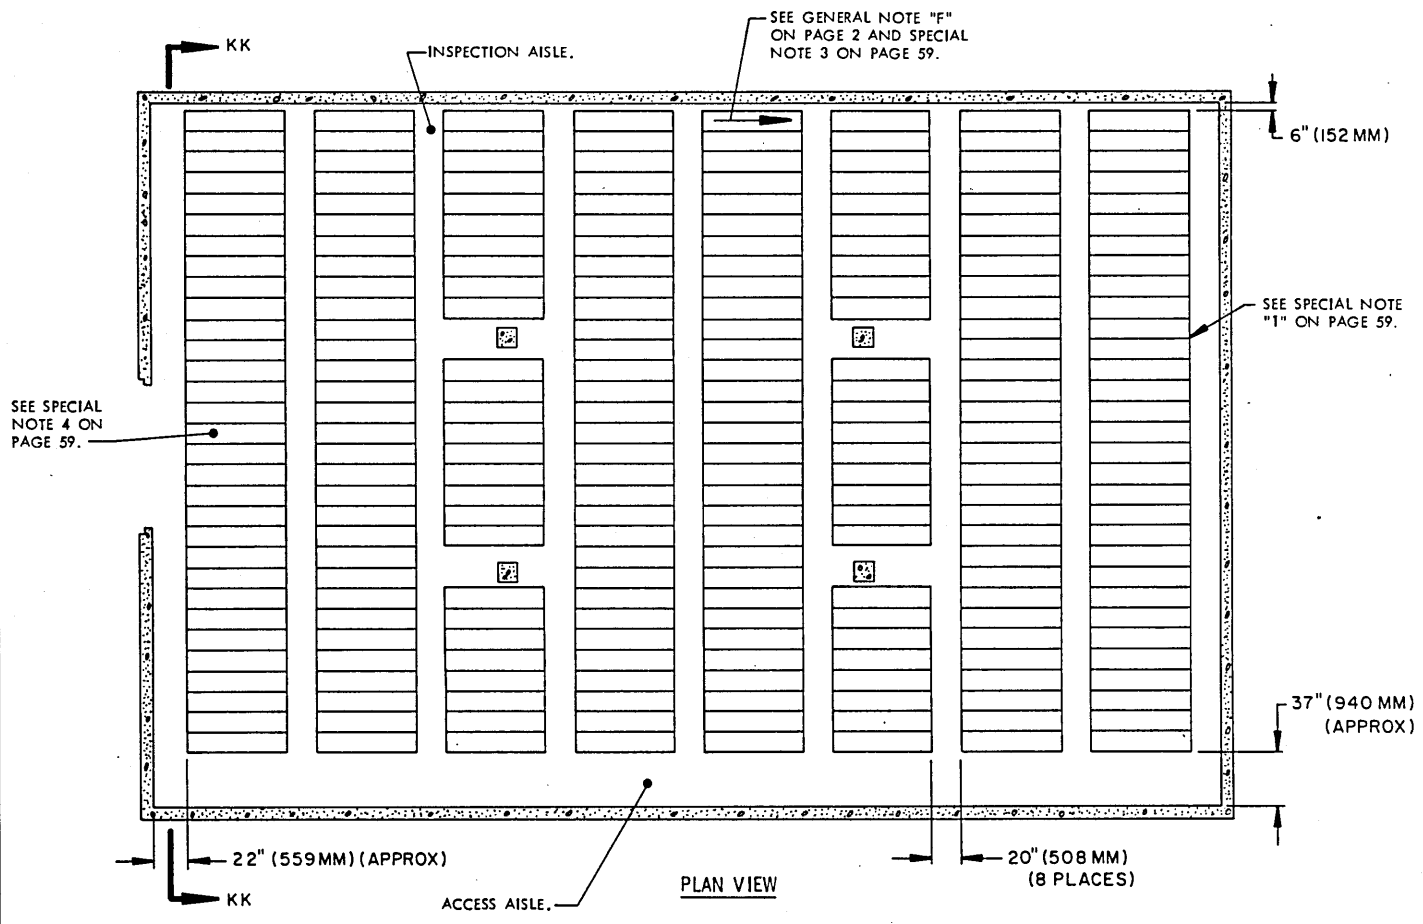 SEE GENERAL NOTE "F"
ON PAGE 2 AND SPECIAL
NOTE 3 ON PAGE 59.
KK
INSPECTION AISLE.
6" (152 MM)
SEE SPECIAL NOTE
"1" ON PAGE 59.
SEE SPECIAL
NOTE 4 ON
PAGE 59.
37" (940 MM)
(APPROX)
22" (559 MM) (APPROX)
20" (508 MM)
(8 PLACES)
PLAN VIEW
KK
ACCESS AISLE.